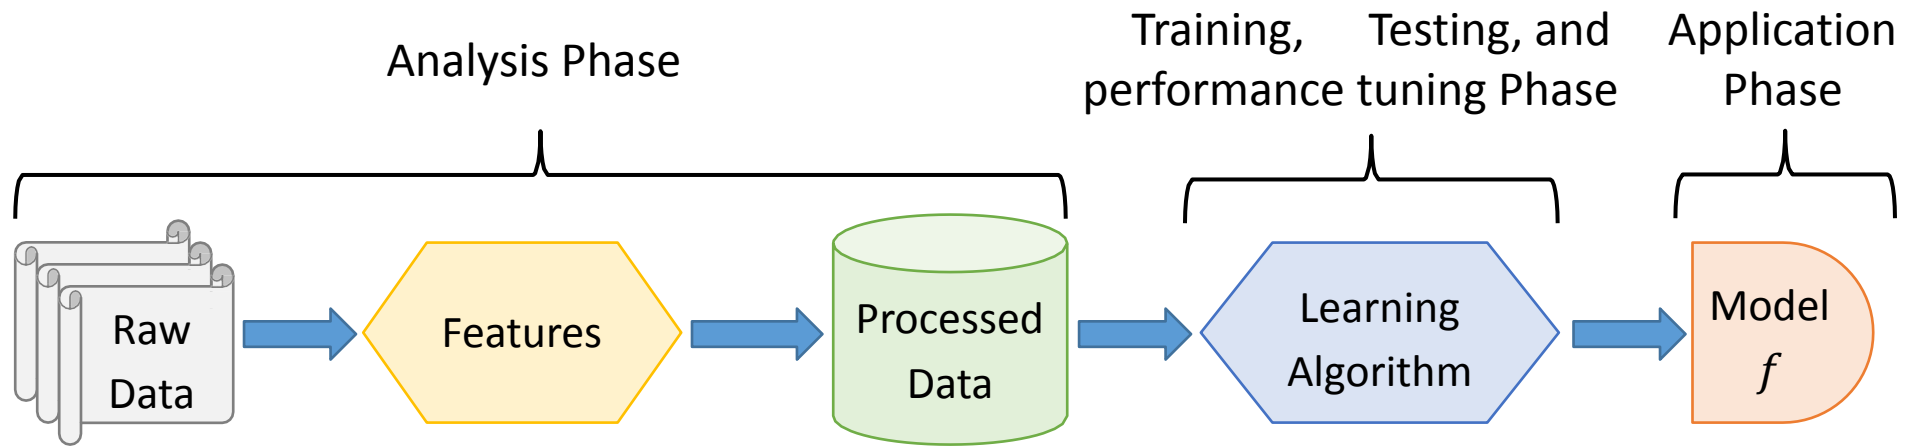 Analysis Phase
Training, Testing, and
performance tuning Phase
Application
Phase
Raw
Data
Features
Processed
Data
Learning
Algorithm
Model
f